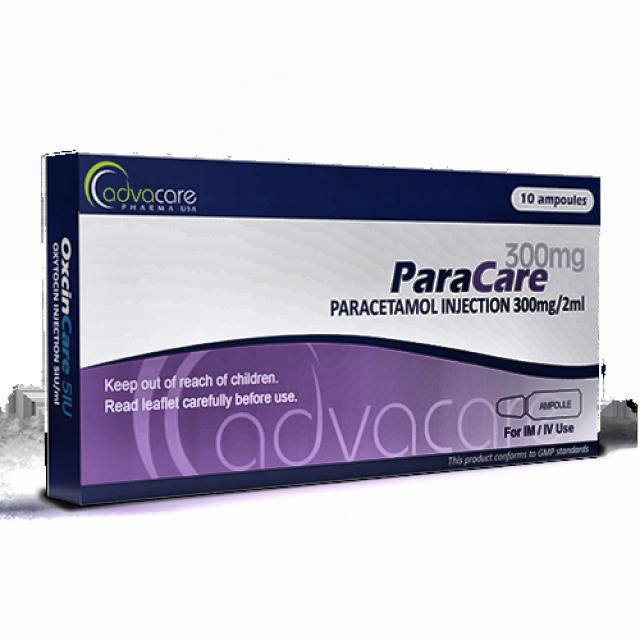 advacare
PHARMA USA
10 ampoules
300mg
ParaCare
PARACETAMOL INJECTION 300mg/2ml
Keep out of reach of children.
Read leaflet carefully before use.
AMPOULE
For IM / IV Use
advacare
This product conforms to GMP standards
OxcinCare 5IU
OXYTOCIN INJECTION 5IU/ml